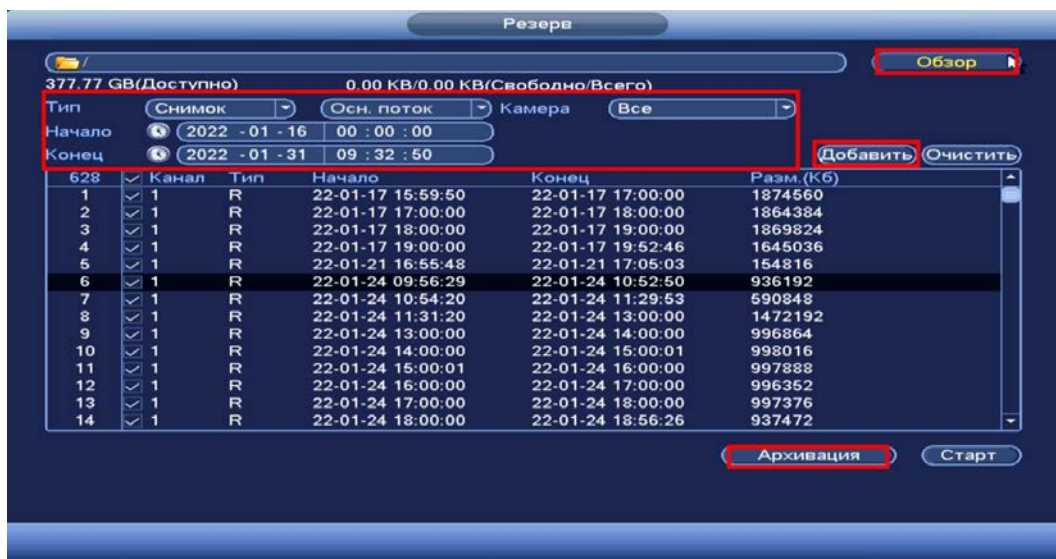 Резерв
/ Обзор
377.77 GB(Доступно) 0.00 KB/0.00 KB(Свободно/Всего)
Тип Снимок Осн. поток Камера Все
Начало 2022 - 01 - 16 00 : 00 : 00
Конец 2022 - 01 - 31 09 : 32 : 50 Добавить Очистить
628 Канал Тип Начало Конец Разм.(Кб)
1 1 R 22-01-17 15:59:50 22-01-17 17:00:00 1874560
2 1 R 22-01-17 17:00:00 22-01-17 18:00:00 1864384
3 1 R 22-01-17 18:00:00 22-01-17 19:00:00 1869824
4 1 R 22-01-17 19:00:00 22-01-17 19:52:46 1645036
5 1 R 22-01-21 16:55:48 22-01-21 17:05:03 154816
6 1 R 22-01-24 09:56:29 22-01-24 10:52:50 936192
7 1 R 22-01-24 10:54:20 22-01-24 11:29:53 590848
8 1 R 22-01-24 11:31:20 22-01-24 13:00:00 1472192
9 1 R 22-01-24 13:00:00 22-01-24 14:00:00 996864
10 1 R 22-01-24 14:00:00 22-01-24 15:00:01 998016
11 1 R 22-01-24 15:00:01 22-01-24 16:00:00 997888
12 1 R 22-01-24 16:00:00 22-01-24 17:00:00 996352
13 1 R 22-01-24 17:00:00 22-01-24 18:00:00 997376
14 1 R 22-01-24 18:00:00 22-01-24 18:56:26 937472
Архивация Старт